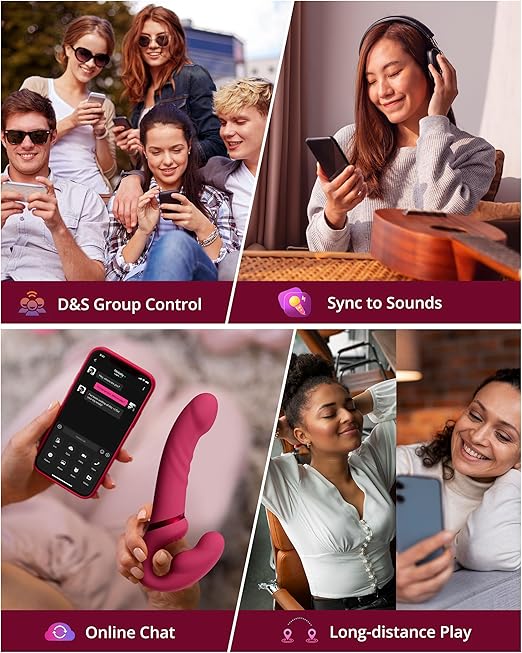 D&S Group Control
Sync to Sounds
Online Chat
Long-distance Play